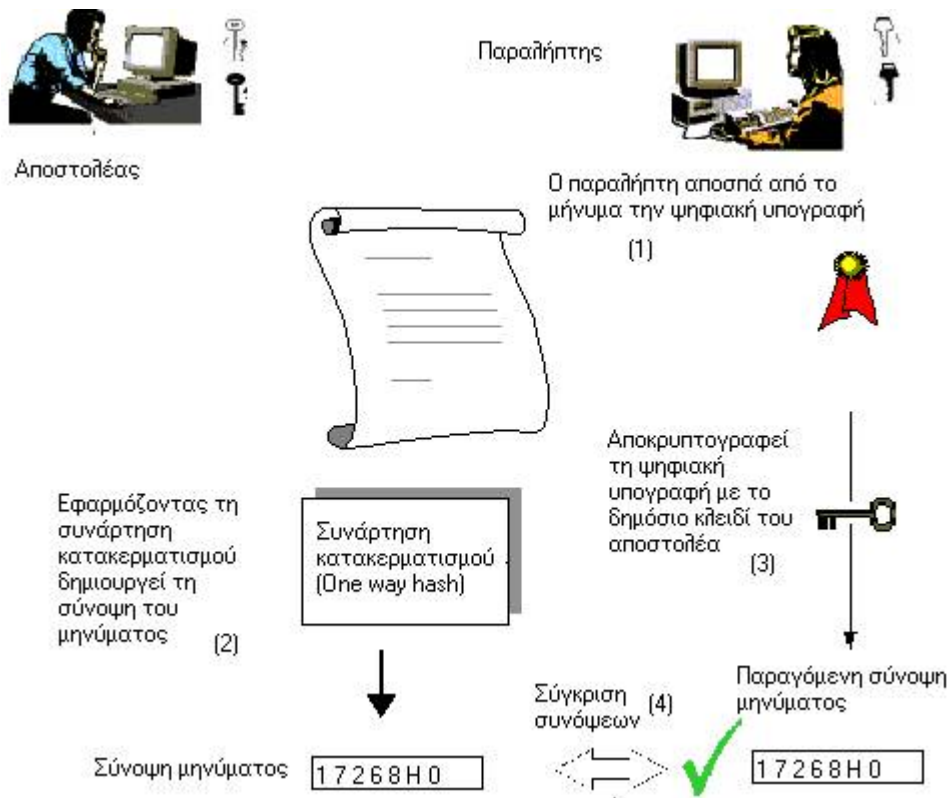 Παραλήπτης
Αποστολέας
Ο παραλήπτη αποσπά από το
μήνυμα την ψηφιακή υπογραφή
(1)
Αποκρυπτογραφεί
τη ψηφιακή
υπογραφή με το
δημόσιο κλειδί του
αποστολέα
(3)
Εφαρμόζοντας τη
συνάρτηση
κατακερματισμού
δημιουργεί τη
σύνοψη του
μηνύματος (2)
Συνάρτηση
κατακερματισμού
(One way hash)
Παραγόμενη σύνοψη
μηνύματος
Σύγκριση
συνόψεων (4)
Σύνοψη μηνύματος
17268H0
17268H0